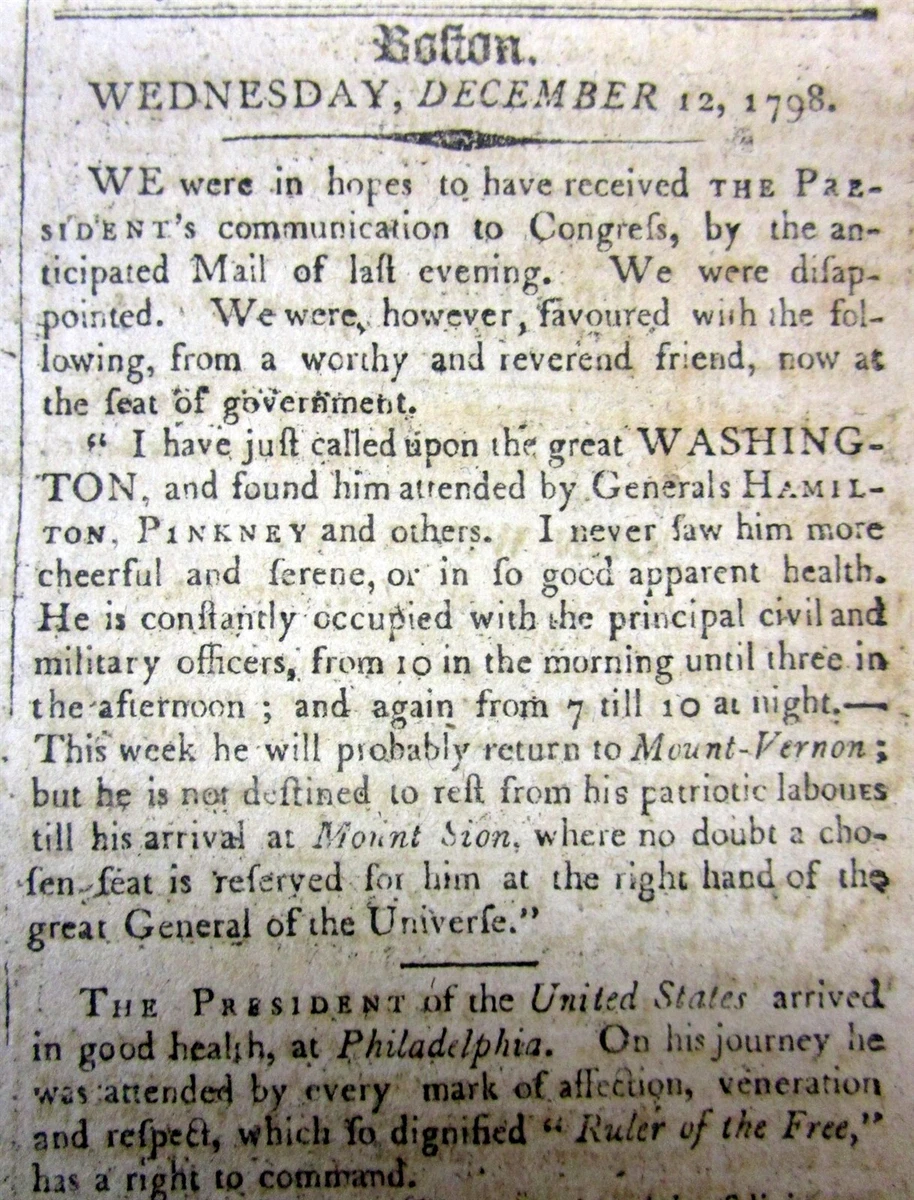 Boſton.
WEDNESDAY, DECEMBER 12, 1798.
WE were in hopes to have received THE PRE-
SIDENT's communication to Congreſs, by the an-
ticipated Mail of laſt evening. We were diſap-
pointed. We were, however, favoured with the fol-
lowing, from a worthy and reverend friend, now at
the ſeat of government.
“ I have juſt called upon the great WASHING-
TON, and found him attended by Generals HAMIL-
TON, PINKNEY and others. I never ſaw him more
cheerful and ſerene, or in ſo good apparent health.
He is conſtantly occupied with the principal civil and
military officers, from 10 in the morning until three in
the afternoon ; and again from 7 till 10 at night.—
This week he will probably return to Mount-Vernon ;
but he is not deſtined to reſt from his patriotic labours
till his arrival at Mount Sion, where no doubt a cho-
ſen ſeat is reſerved for him at the right hand of the
great General of the Univerſe.”
THE PRESIDENT of the United States arrived
in good health, at Philadelphia. On his journey he
was attended by every mark of affection, veneration
and reſpect, which ſo dignified “ Ruler of the Free,”
has a right to command.